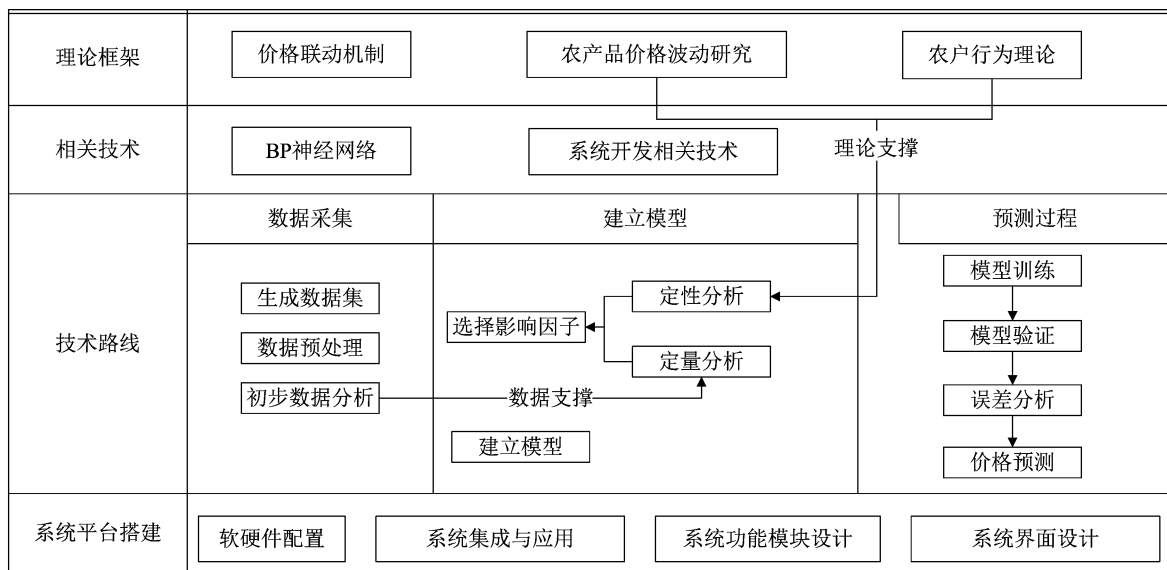 理论框架
价格联动机制
农产品价格波动研究
农户行为理论
相关技术
BP神经网络
系统开发相关技术
理论支撑
技术路线
数据采集
建立模型
预测过程
生成数据集
数据预处理
初步数据分析
数据支撑
选择影响因子
定性分析
定量分析
建立模型
模型训练
模型验证
误差分析
价格预测
系统平台搭建
软硬件配置
系统集成与应用
系统功能模块设计
系统界面设计